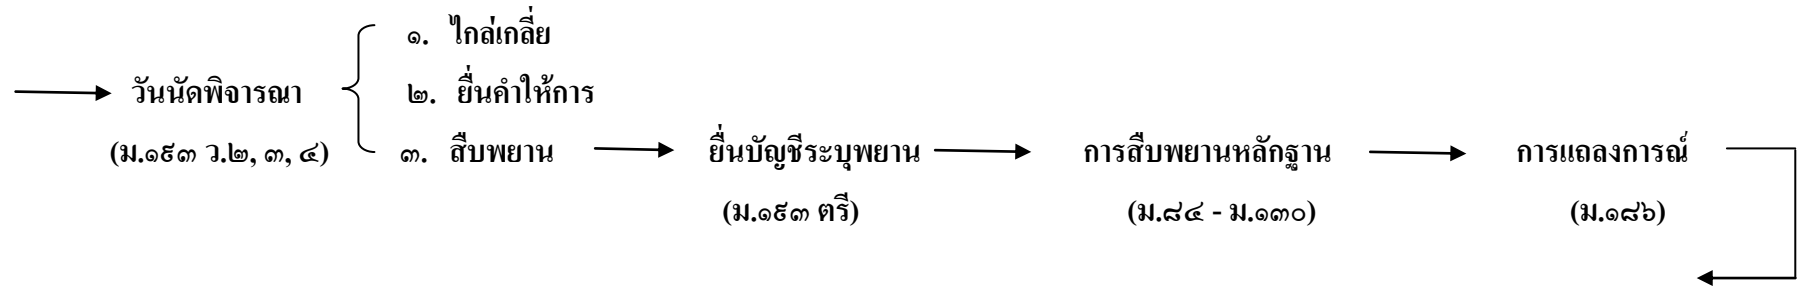 ๑. ไกล่เกลี่ย
วันนัดพิจารณา ๒. ยื่นคำให้การ
(ม.๑๙๓ ว.๒, ๓, ๔) ๓. สืบพยาน ยื่นบัญชีระบุพยาน การสืบพยานหลักฐาน การแถลงการณ์
(ม.๑๙๓ ตรี) (ม.๘๔ - ม.๑๓๐) (ม.๑๘๖)